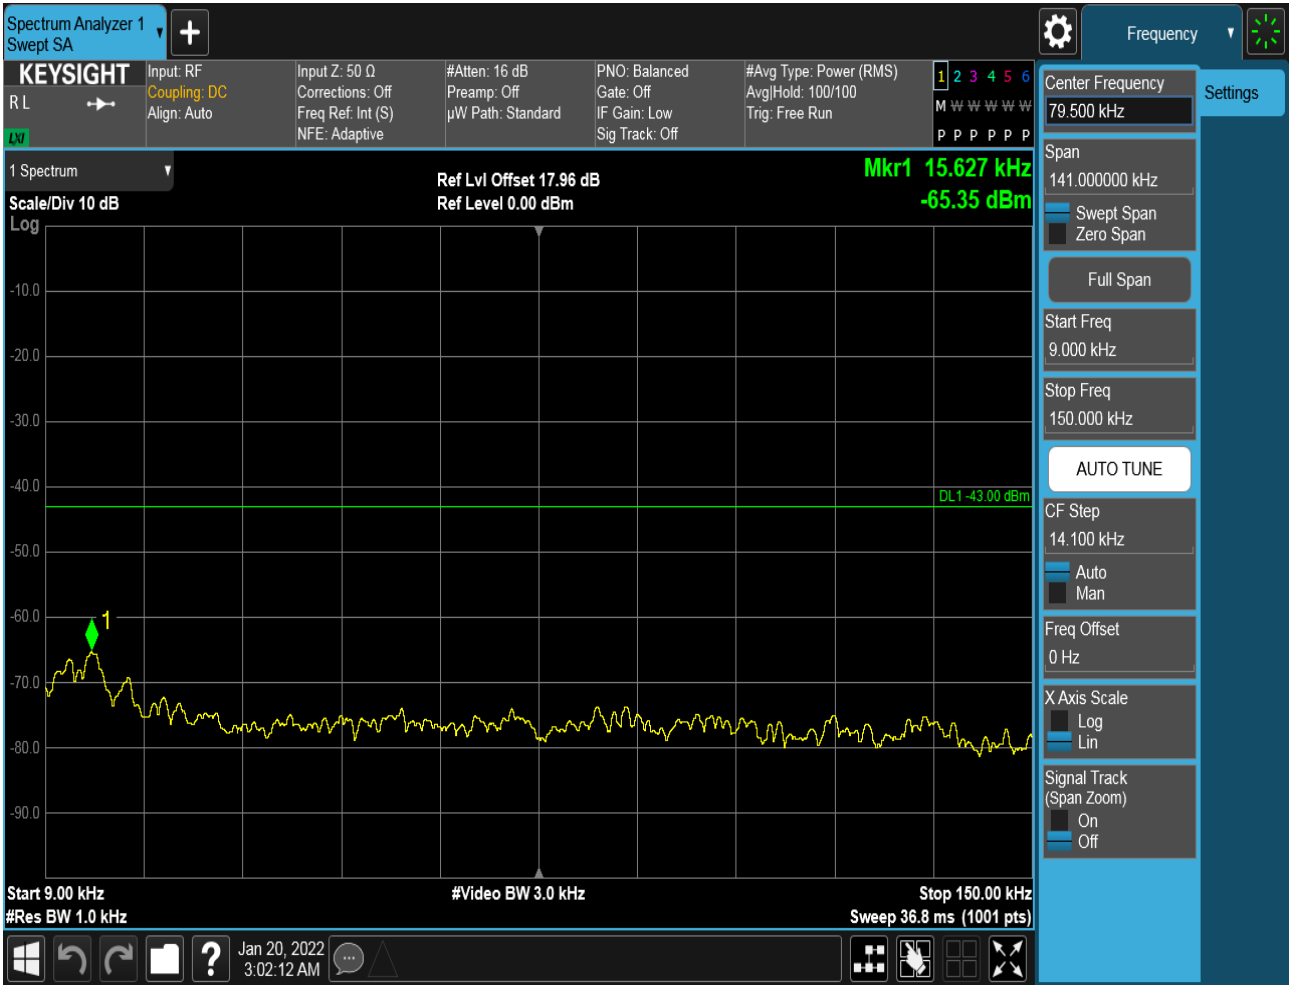 Spectrum Analyzer 1
Swept SA
Frequency
KEYSIGHT
R L
LXI
Input: RF
Coupling: DC
Align: Auto
Input Z: 50 Ω
Corrections: Off
Freq Ref: Int (S)
NFE: Adaptive
#Atten: 16 dB
Preamp: Off
µW Path: Standard
PNO: Balanced
Gate: Off
IF Gain: Low
Sig Track: Off
#Avg Type: Power (RMS)
Avg|Hold: 100/100
Trig: Free Run
1 2 3 4 5 6
M W W W W W
P P P P P P
1 Spectrum
Scale/Div 10 dB
Log
Ref Lvl Offset 17.96 dB
Ref Level 0.00 dBm
Mkr1 15.627 kHz
-65.35 dBm
-10.0
-20.0
-30.0
-40.0
DL1 -43.00 dBm
-50.0
-60.0
1
-70.0
-80.0
-90.0
Start 9.00 kHz
#Res BW 1.0 kHz
#Video BW 3.0 kHz
Stop 150.00 kHz
Sweep 36.8 ms (1001 pts)
?
Jan 20, 2022
3:02:12 AM
Center Frequency
79.500 kHz
Span
141.000000 kHz
Swept Span
Zero Span
Full Span
Start Freq
9.000 kHz
Stop Freq
150.000 kHz
AUTO TUNE
CF Step
14.100 kHz
Auto
Man
Freq Offset
0 Hz
X Axis Scale
Log
Lin
Signal Track
(Span Zoom)
On
Off
Settings